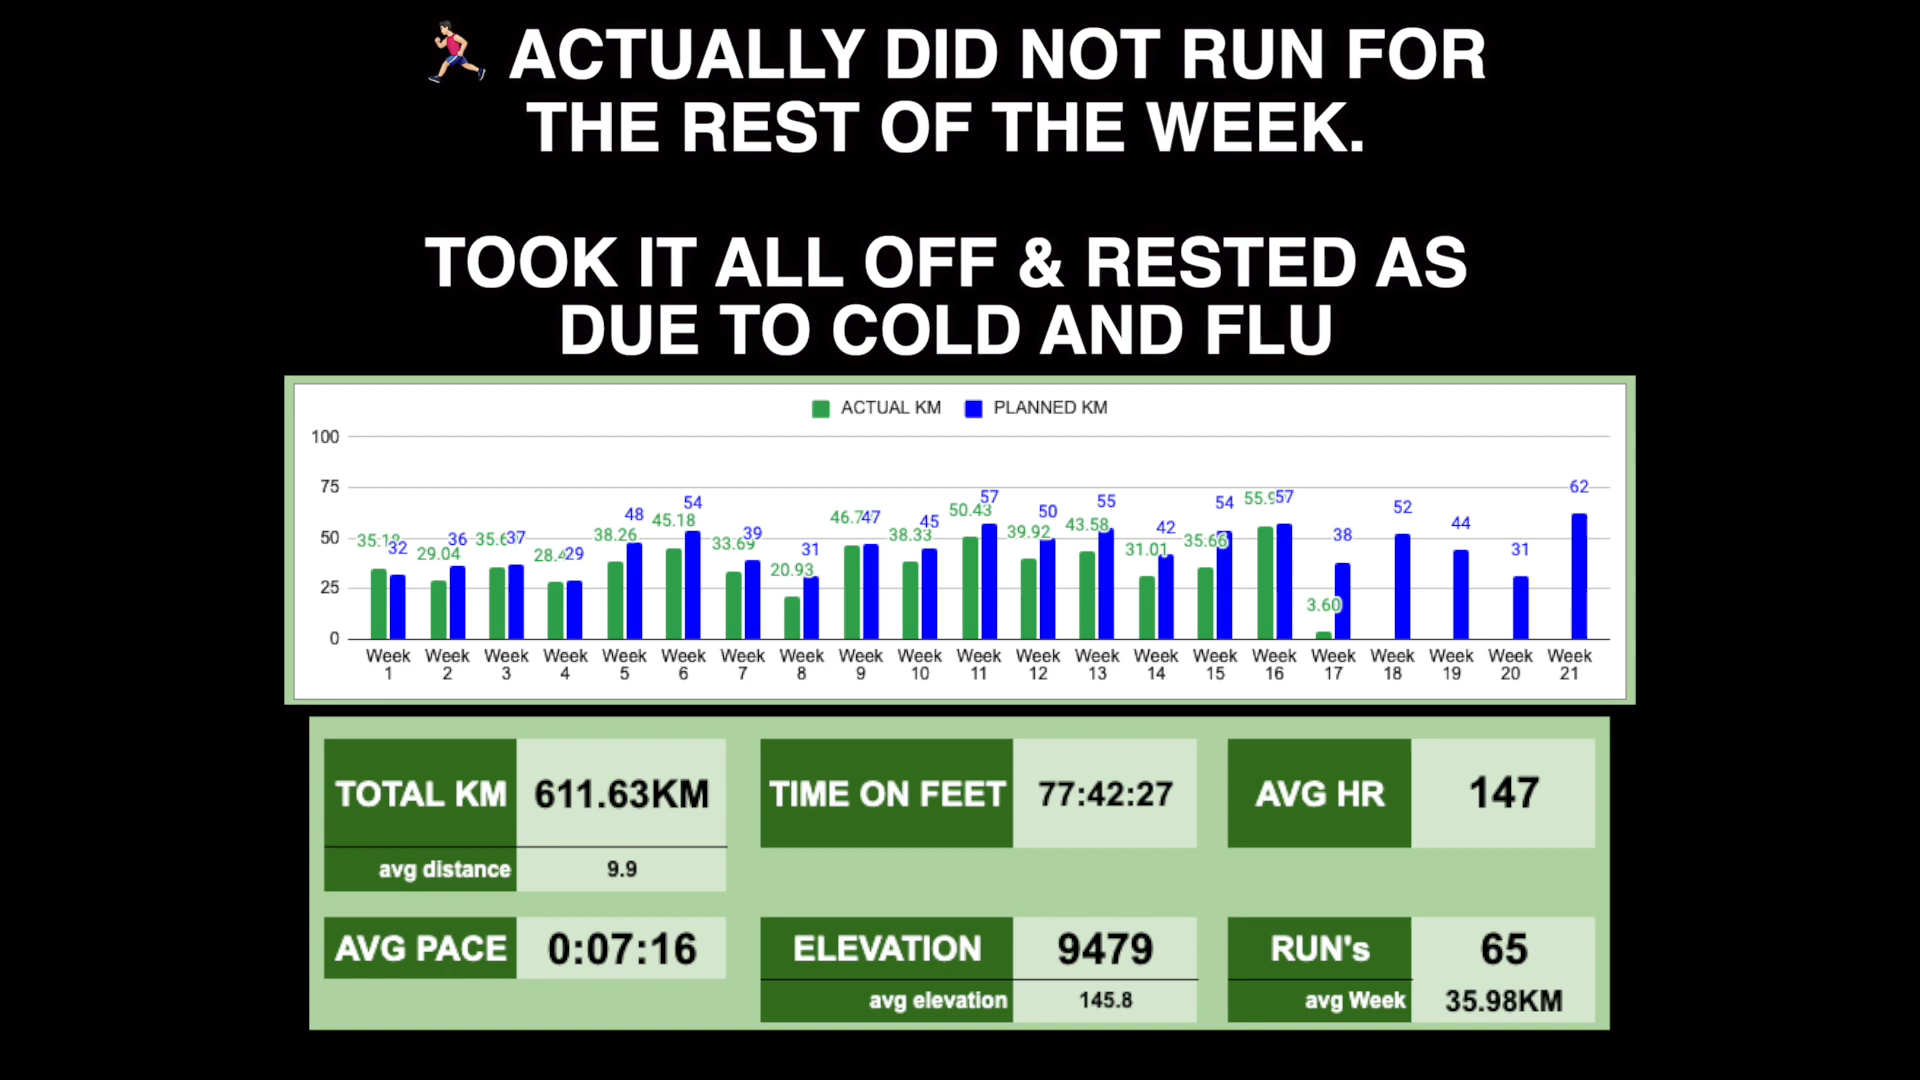 ACTUALLY DID NOT RUN FOR
THE REST OF THE WEEK.
TOOK IT ALL OFF & RESTED AS
DUE TO COLD AND FLU
ACTUAL KM PLANNED KM
100
75
50
25
0
32
29.04 36
37
29
38.26 48
45.18 54
33.69 39
20.93 31
47
38.33 45
50.43 57
39.92 50
43.58 55
31.01 42
35.66 54
57
3.60 38
52
44
31
62
Week 1
Week 2
Week 3
Week 4
Week 5
Week 6
Week 7
Week 8
Week 9
Week 10
Week 11
Week 12
Week 13
Week 14
Week 15
Week 16
Week 17
Week 18
Week 19
Week 20
Week 21
TOTAL KM 611.63KM
avg distance 9.9
TIME ON FEET 77:42:27
AVG HR 147
AVG PACE 0:07:16
ELEVATION 9479
avg elevation 145.8
RUN's 65
avg Week 35.98KM